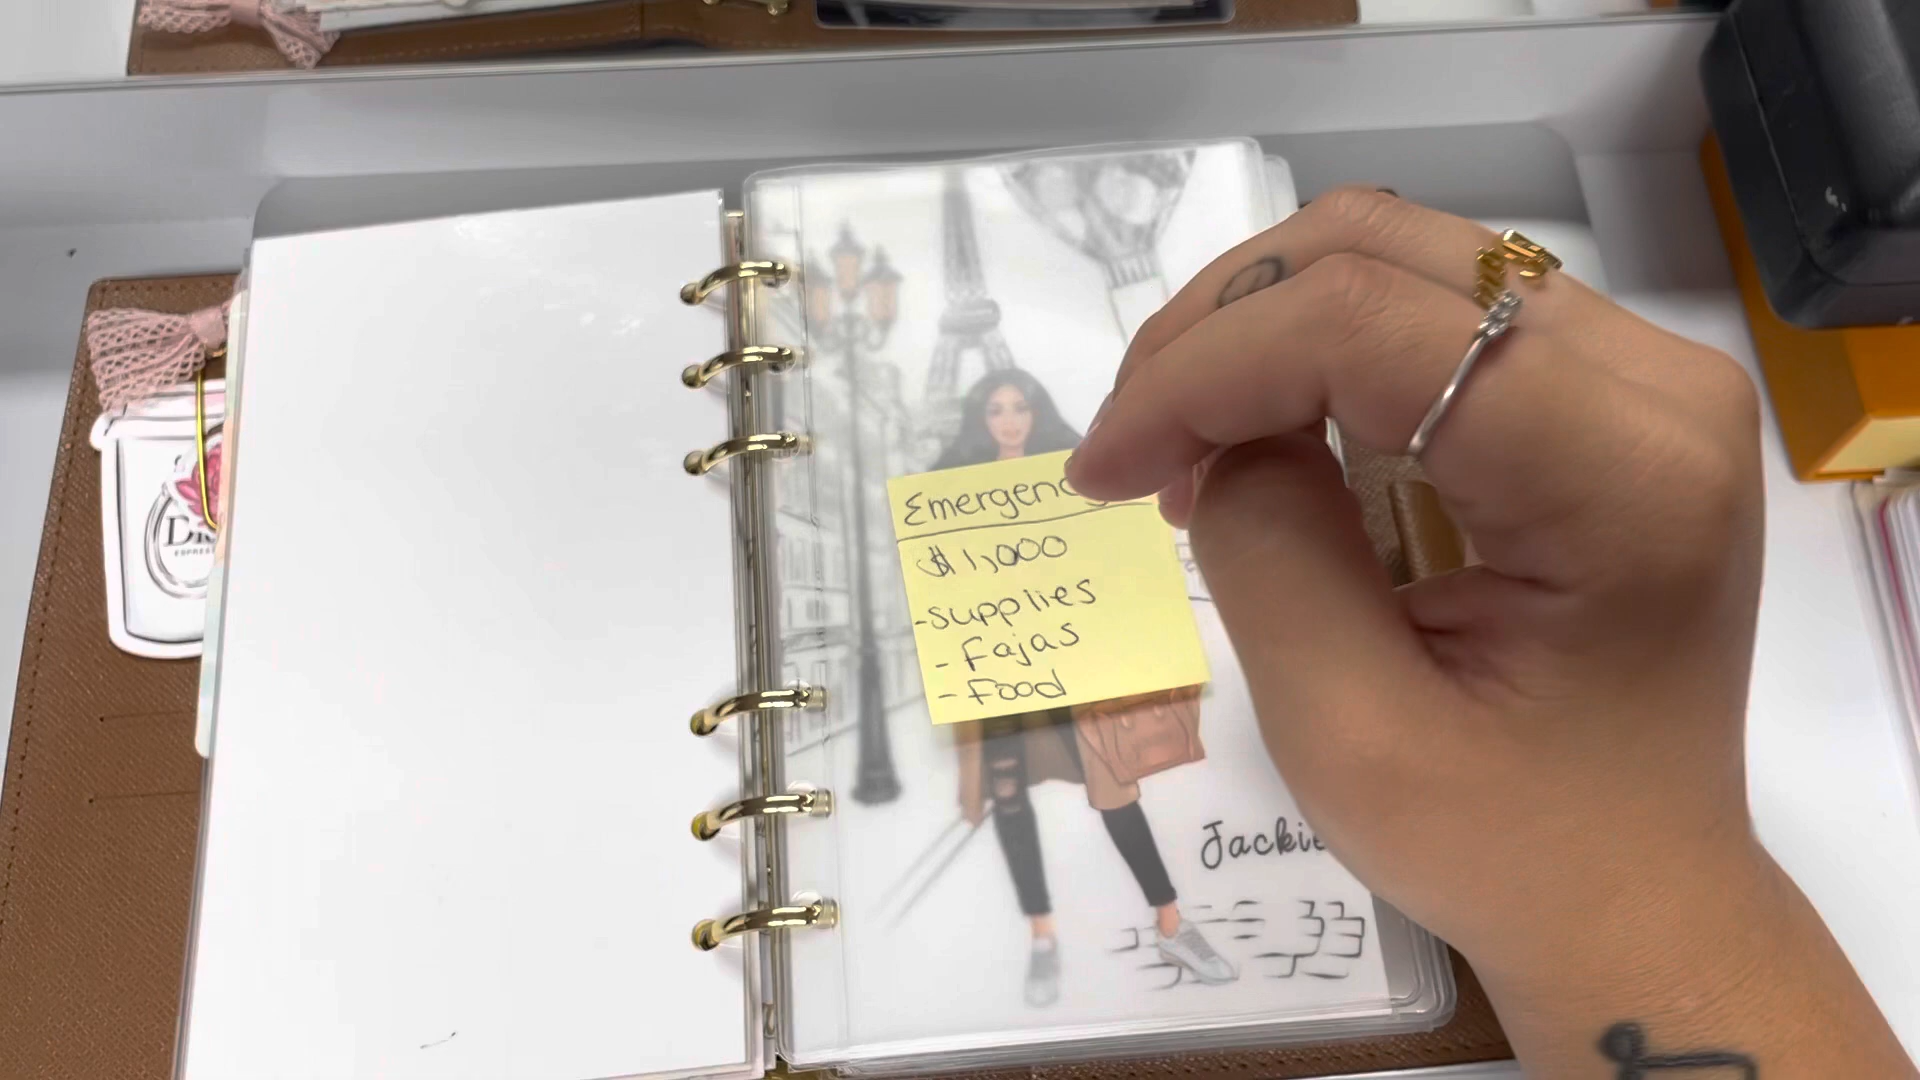 Emergenc
$1,000
-supplies
- Fajas
- Food
Jackie